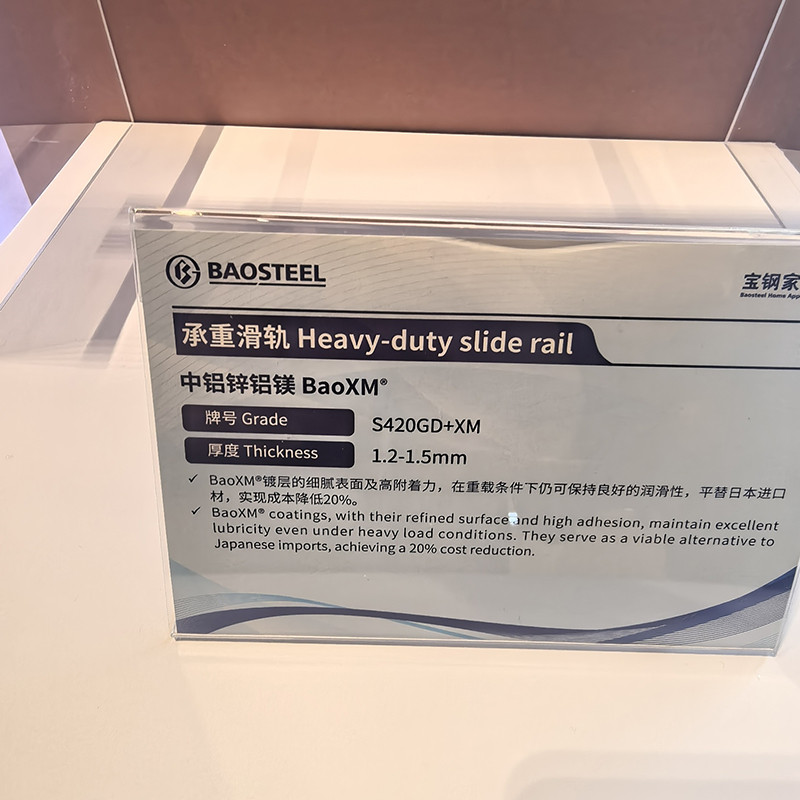 BAOSTEEL
宝钢家
Baosteel Home App
承重滑轨 Heavy-duty slide rail
中铝锌铝镁 BaoXM®
牌号 Grade
S420GD+XM
厚度 Thickness
1.2-1.5mm
✓ BaoXM®镀层的细腻表面及高附着力，在重载条件下仍可保持良好的润滑性，平替日本进口
材，实现成本降低20%。
✓ BaoXM® coatings, with their refined surface and high adhesion, maintain excellent
lubricity even under heavy load conditions. They serve as a viable alternative to
Japanese imports, achieving a 20% cost reduction.